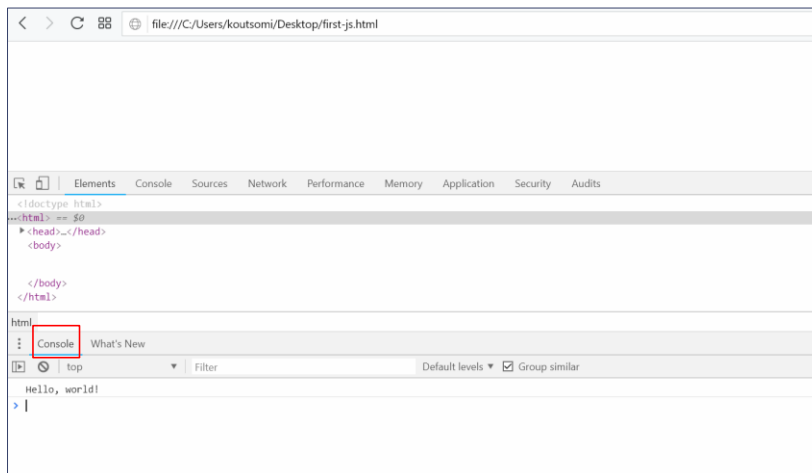 file:///C:/Users/koutsomi/Desktop/first-js.html
Elements Console Sources Network Performance Memory Application Security Audits
<!doctype html>
...<html> == $0
<head>…</head>
<body>
</body>
</html>
html
Console What's New
top Filter Default levels Group similar
Hello, world!
>